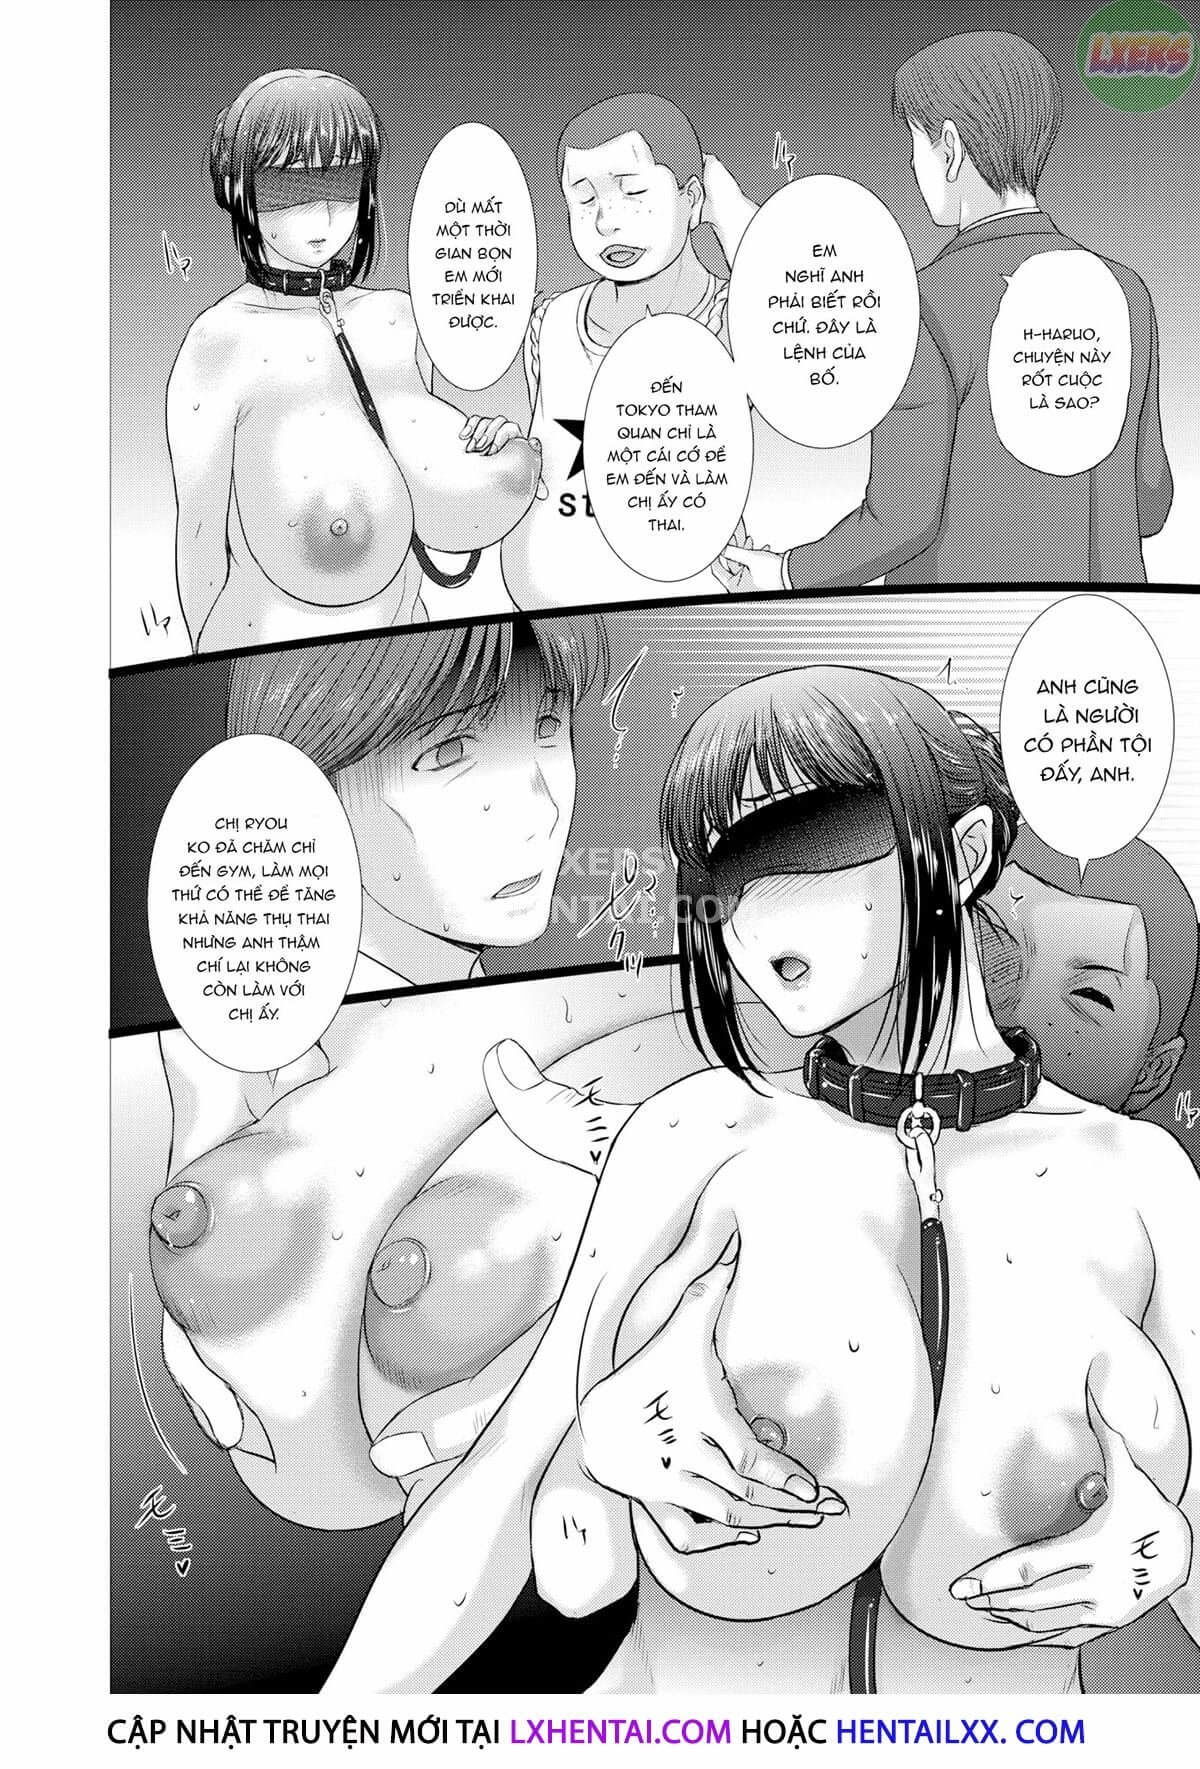 LXERS
H-HARUO,
CHUYỆN NÀY
RỐT CUỘC
LÀ SAO?
EM
NGHĨ ANH
PHẢI BIẾT RỒI
CHỨ. ĐÂY LÀ
LỆNH CỦA
BỐ.
ĐẾN
TOKYO THAM
QUAN CHỈ LÀ
MỘT CÁI CỚ ĐỂ
EM ĐẾN VÀ LÀM
CHỊ ẤY CÓ
THAI.
DÙ MẤT
MỘT THỜI
GIAN BỌN
EM MỚI
TRIỂN KHAI
ĐƯỢC.
ANH CŨNG
LÀ NGƯỜI
CÓ PHẦN TỘI
ĐẤY, ANH.
CHỊ RYOU
KO ĐÃ CHĂM CHỈ
ĐẾN GYM, LÀM MỌI
THỨ CÓ THỂ ĐỂ TĂNG
KHẢ NĂNG THỤ THAI
NHƯNG ANH THẬM
CHÍ LẠI KHÔNG
CÒN LÀM VỚI
CHỊ ẤY.
モミ
モミ
CẬP NHẬT TRUYỆN MỚI TẠI LXHENTAI.COM HOẶC HENTAILXX. COM